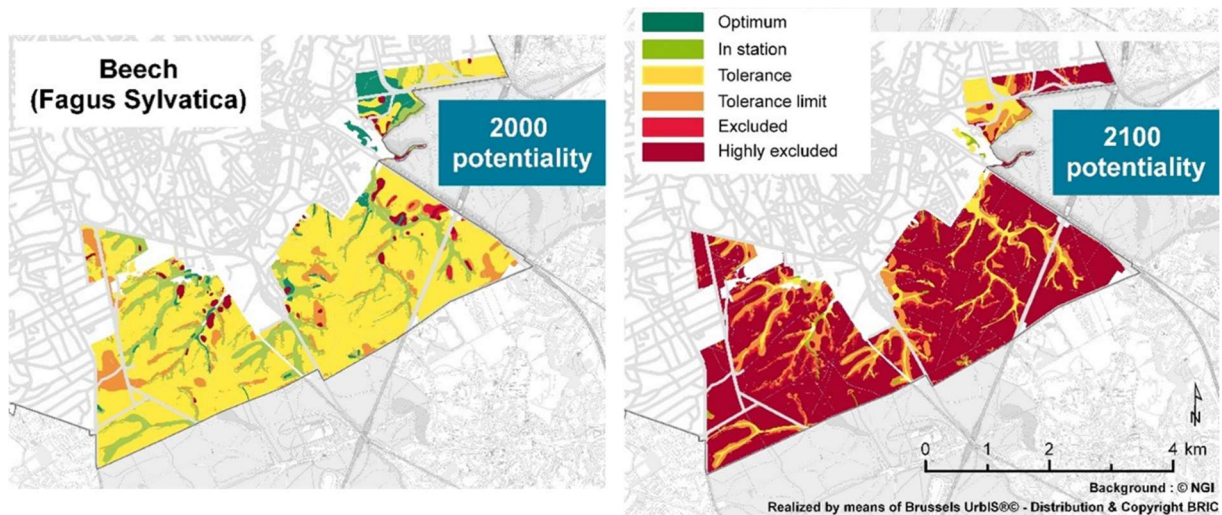 Beech
(Fagus Sylvatica)
2000
potentiality
Optimum
In station
Tolerance
Tolerance limit
Excluded
Highly excluded
2100
potentiality
N
0 1 2 4 km
Background : © NGI
Realized by means of Brussels UrbIS®© - Distribution & Copyright BRIC